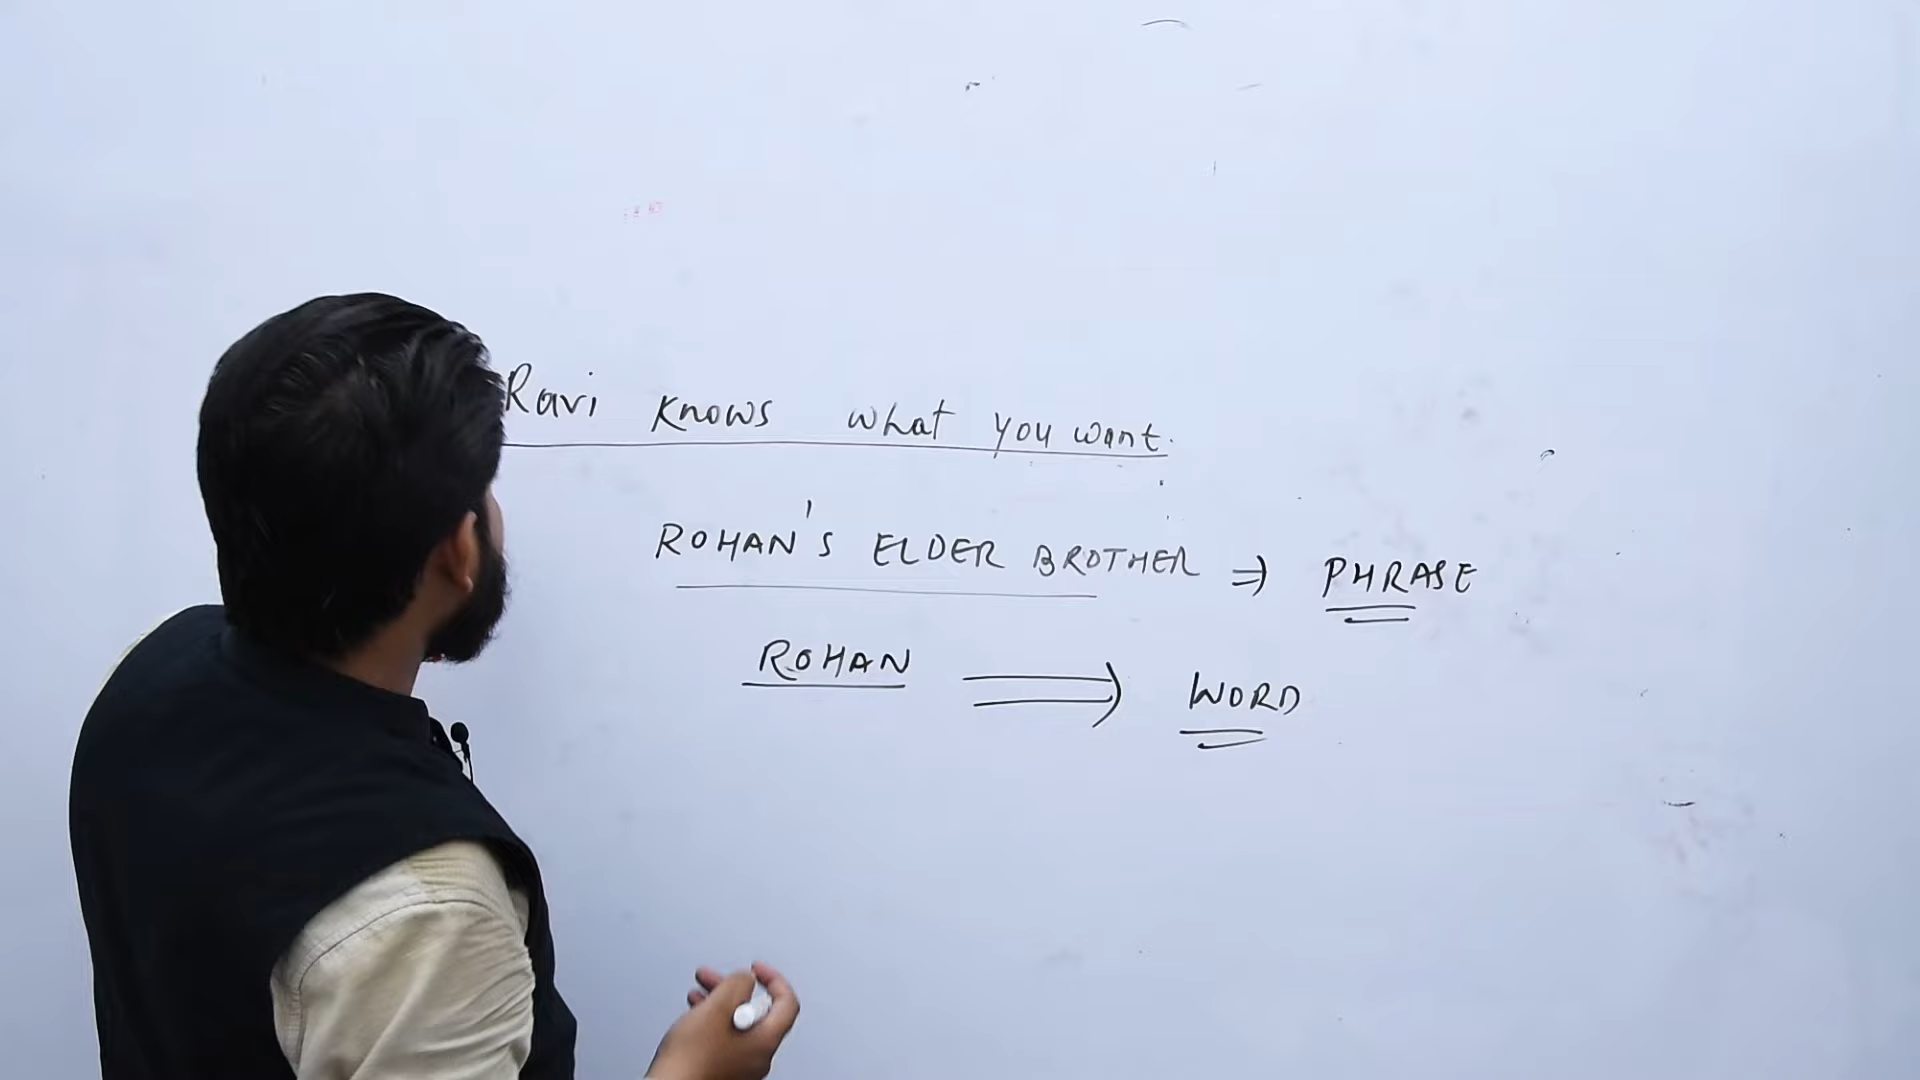 Ravi knows what you want.
ROHAN'S ELDER BROTHER ⇒ PHRASE
ROHAN ⇒ WORD